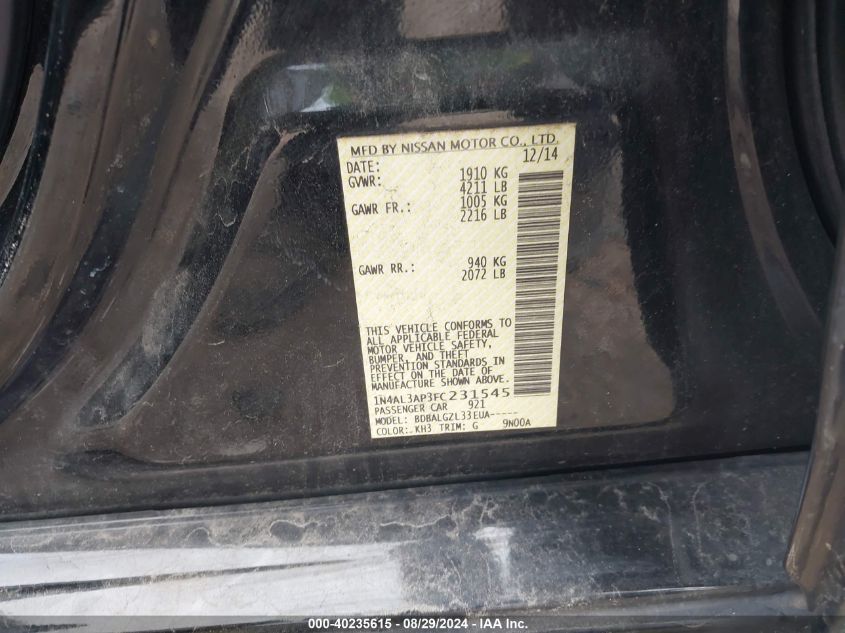 MFD BY NISSAN MOTOR CO., LTD.
DATE: 12/14
GVWR: 1910 KG
4211 LB
GAWR FR.: 1005 KG
2216 LB
GAWR RR.: 940 KG
2072 LB
THIS VEHICLE CONFORMS TO
ALL APPLICABLE FEDERAL
MOTOR VEHICLE SAFETY,
BUMPER, AND THEFT
PREVENTION STANDARDS IN
EFFECT ON THE DATE OF
MANUFACTURE SHOWN ABOVE.
1N4AL3AP3FC231545
PASSENGER CAR 921
MODEL: BDBALGZL33EUA-----
COLOR: KH3 TRIM: G 9N00A
000-40235615 - 08/29/2024 - IAAI.com